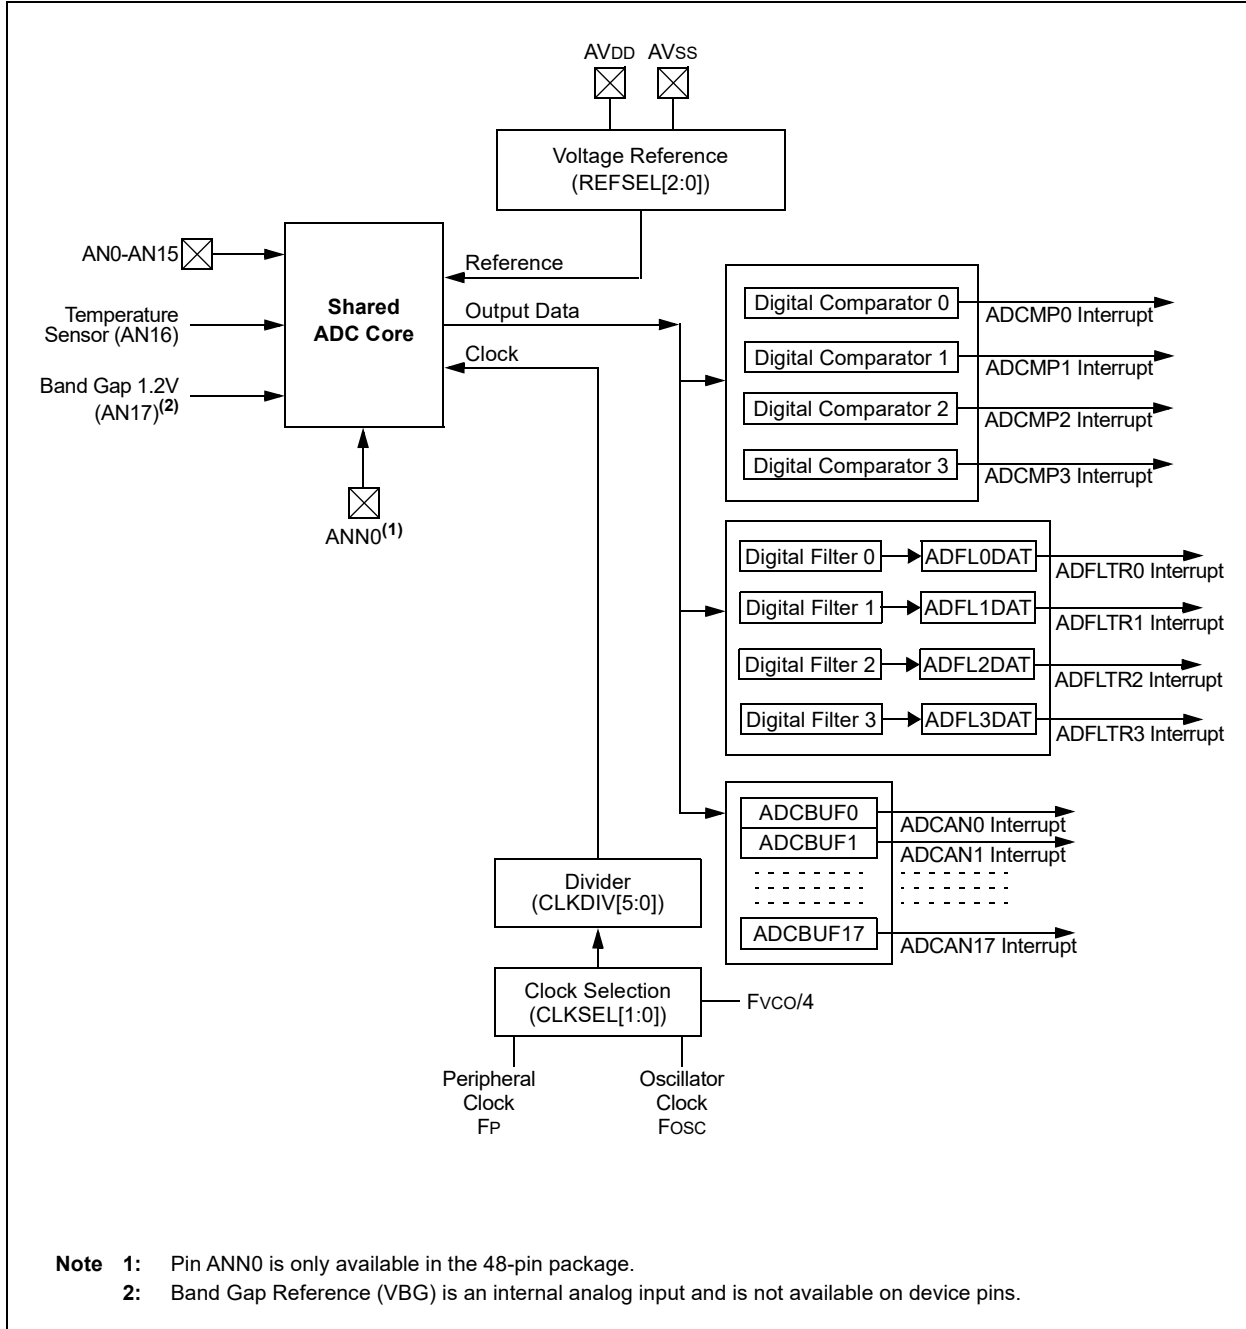 AVDD AVSS
Voltage Reference
(REFSEL[2:0])
AN0-AN15
Temperature
Sensor (AN16)
Band Gap 1.2V
(AN17)(2)
Shared
ADC Core
ANN0(1)
Reference
Output Data
Clock
Digital Comparator 0
ADCMP0 Interrupt
Digital Comparator 1
ADCMP1 Interrupt
Digital Comparator 2
ADCMP2 Interrupt
Digital Comparator 3
ADCMP3 Interrupt
Digital Filter 0 ADFL0DAT
ADFLTR0 Interrupt
Digital Filter 1 ADFL1DAT
ADFLTR1 Interrupt
Digital Filter 2 ADFL2DAT
ADFLTR2 Interrupt
Digital Filter 3 ADFL3DAT
ADFLTR3 Interrupt
ADCBUF0
ADCAN0 Interrupt
ADCBUF1
ADCAN1 Interrupt
ADCBUF17
ADCAN17 Interrupt
Divider
(CLKDIV[5:0])
Clock Selection
(CLKSEL[1:0])
FVCO/4
Peripheral
Clock
FP
Oscillator
Clock
FOSC
Note 1: Pin ANN0 is only available in the 48-pin package.
2: Band Gap Reference (VBG) is an internal analog input and is not available on device pins.